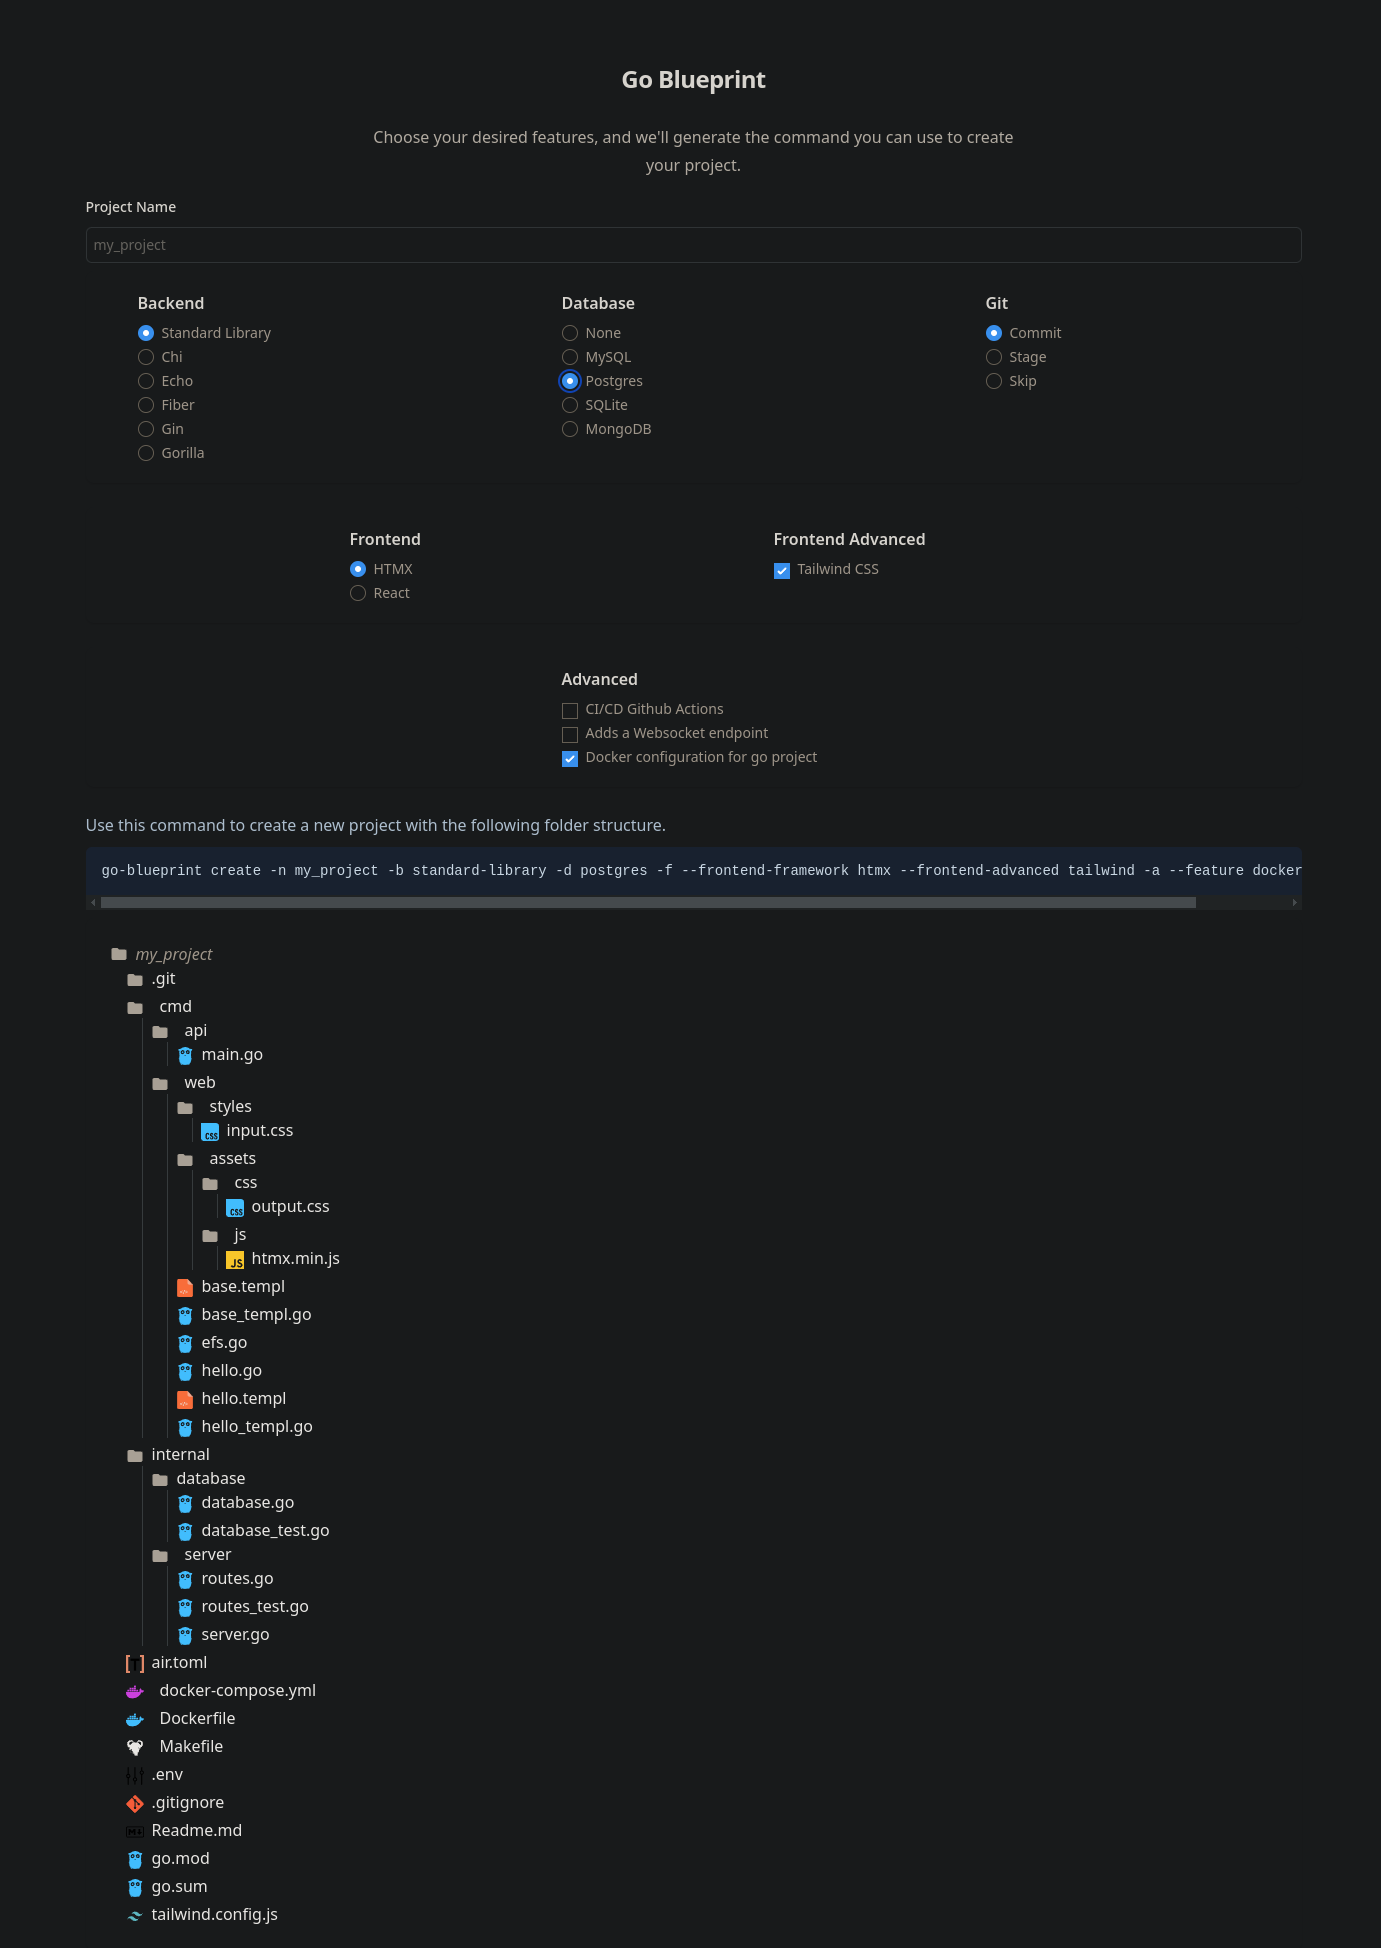 Go Blueprint
Choose your desired features, and we'll generate the command you can use to create
your project.
Project Name
my_project
Backend
Standard Library
Chi
Echo
Fiber
Gin
Gorilla
Database
None
MySQL
Postgres
SQLite
MongoDB
Git
Commit
Stage
Skip
Frontend
HTMX
React
Frontend Advanced
Tailwind CSS
Advanced
CI/CD Github Actions
Adds a Websocket endpoint
Docker configuration for go project
Use this command to create a new project with the following folder structure.
go-blueprint create -n my_project -b standard-library -d postgres -f --frontend-framework htmx --frontend-advanced tailwind -a --feature docker
my_project
.git
cmd
api
main.go
web
styles
input.css
assets
css
output.css
js
htmx.min.js
base.templ
base_templ.go
efs.go
hello.go
hello.templ
hello_templ.go
internal
database
database.go
database_test.go
server
routes.go
routes_test.go
server.go
air.toml
docker-compose.yml
Dockerfile
Makefile
.env
.gitignore
Readme.md
go.mod
go.sum
tailwind.config.js